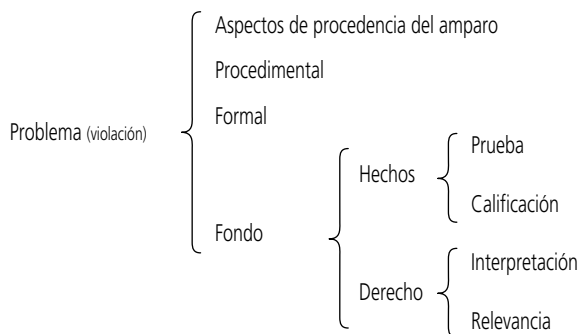 Aspectos de procedencia del amparo
Procedimental
Formal
Problema (violación)
Prueba
Hechos
Calificación
Fondo
Interpretación
Derecho
Relevancia